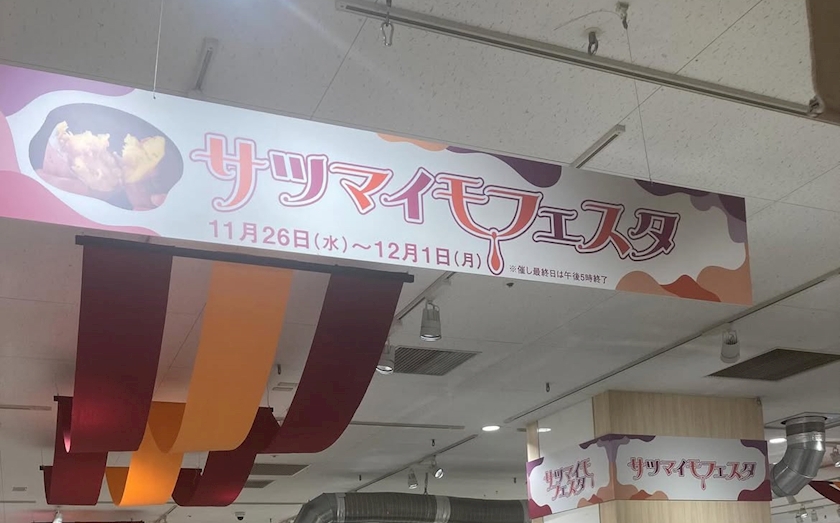 サツマイモフェスタ
11月26日(水)～12月1日(月)
※催し最終日は午後5時終了
サツマイモ
フェスタ
サツマイモフェスタ